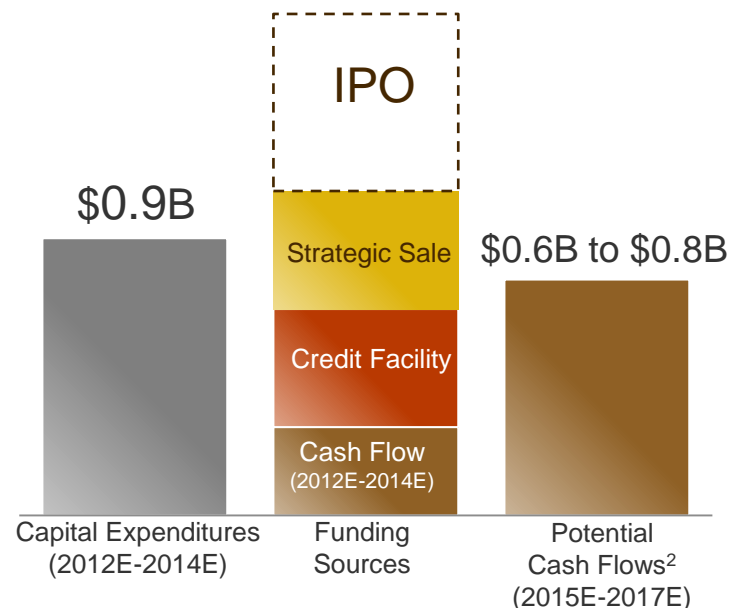 IPO
$0.9B
Strategic Sale
$0.6B to $0.8B
Credit Facility
Cash Flow
(2012E-2014E)
Capital Expenditures
(2012E-2014E)
Funding
Sources
Potential
Cash Flows²
(2015E-2017E)